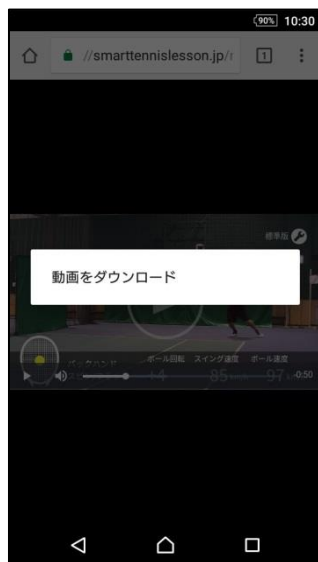 90% 10:30
//smarttennislesson.jp/r
1
標準版
動画をダウンロード
バックハンド
ボール回転 スイング速度 ボール速度
+4 85 97
-0:50